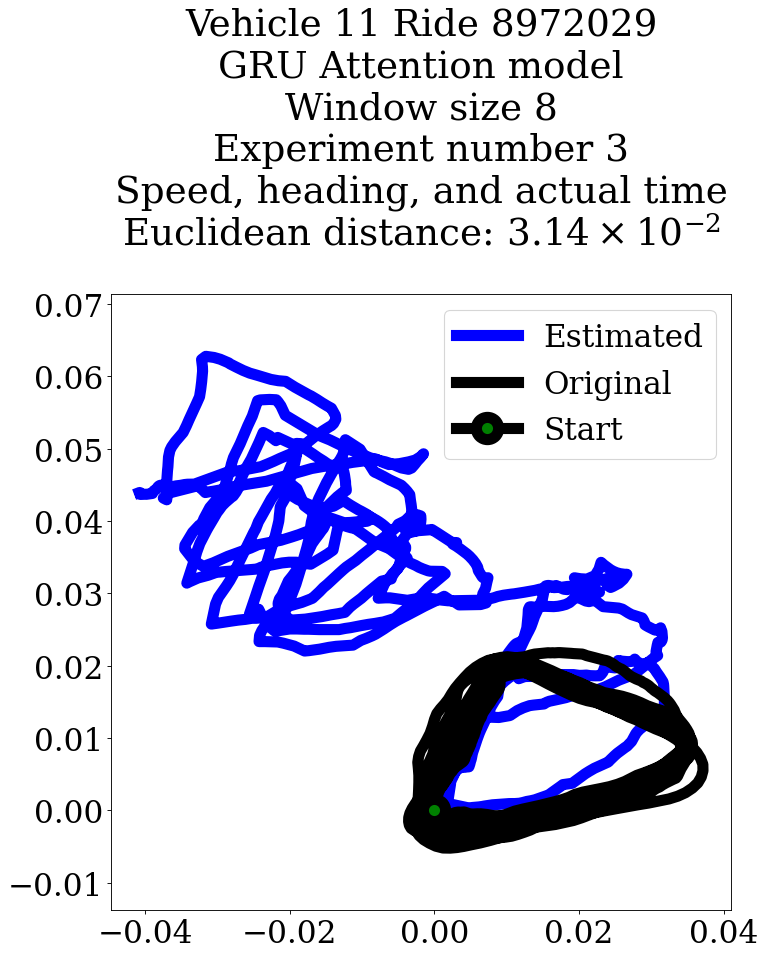 Vehicle 11 Ride 8972029
GRU Attention model
Window size 8
Experiment number 3
Speed, heading, and actual time
Euclidean distance: 3.14 × 10⁻²
Estimated
Original
Start
0.07
0.06
0.05
0.04
0.03
0.02
0.01
0.00
−0.01
−0.04 −0.02 0.00 0.02 0.04